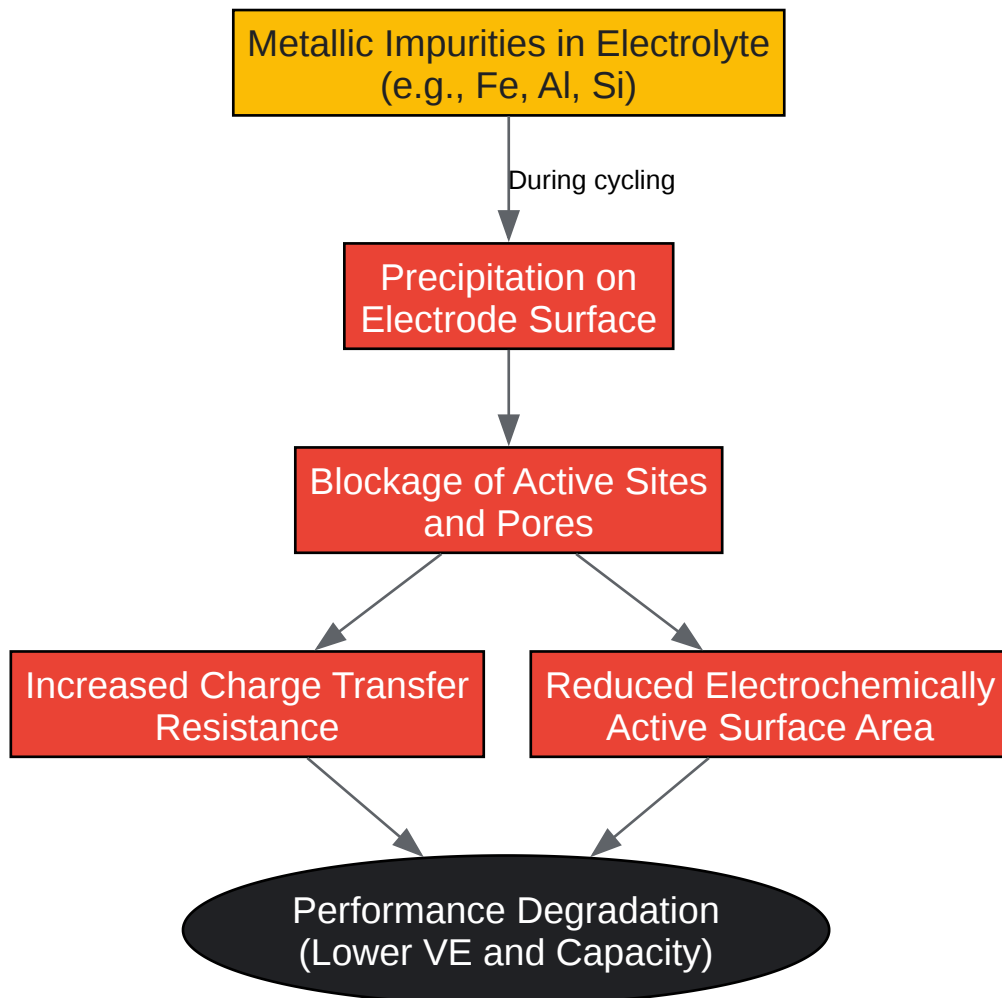 Metallic Impurities in Electrolyte
(e.g., Fe, Al, Si)
During cycling
Precipitation on
Electrode Surface
Blockage of Active Sites
and Pores
Increased Charge Transfer
Resistance
Reduced Electrochemically
Active Surface Area
Performance Degradation
(Lower VE and Capacity)